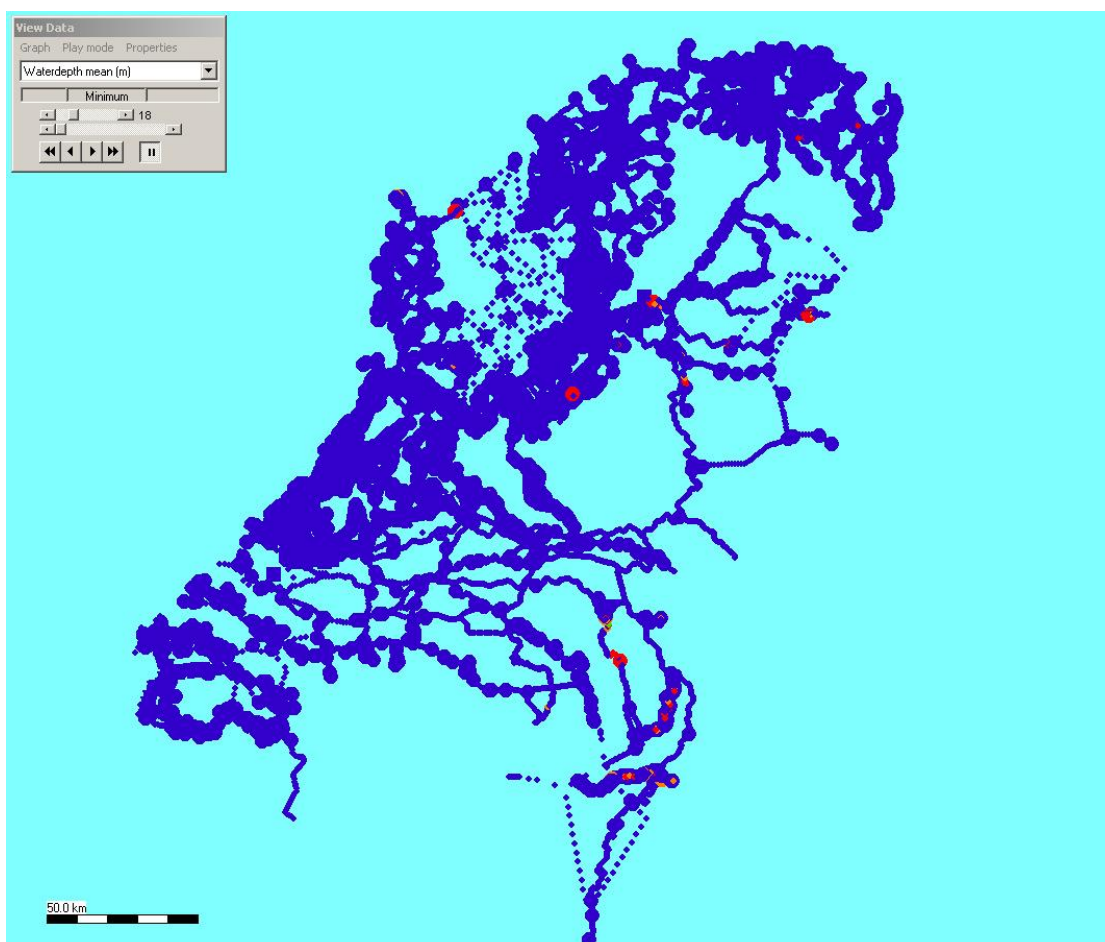 View Data
Graph Play mode Properties
Waterdepth mean (m)
Minimum
18
50.0 km